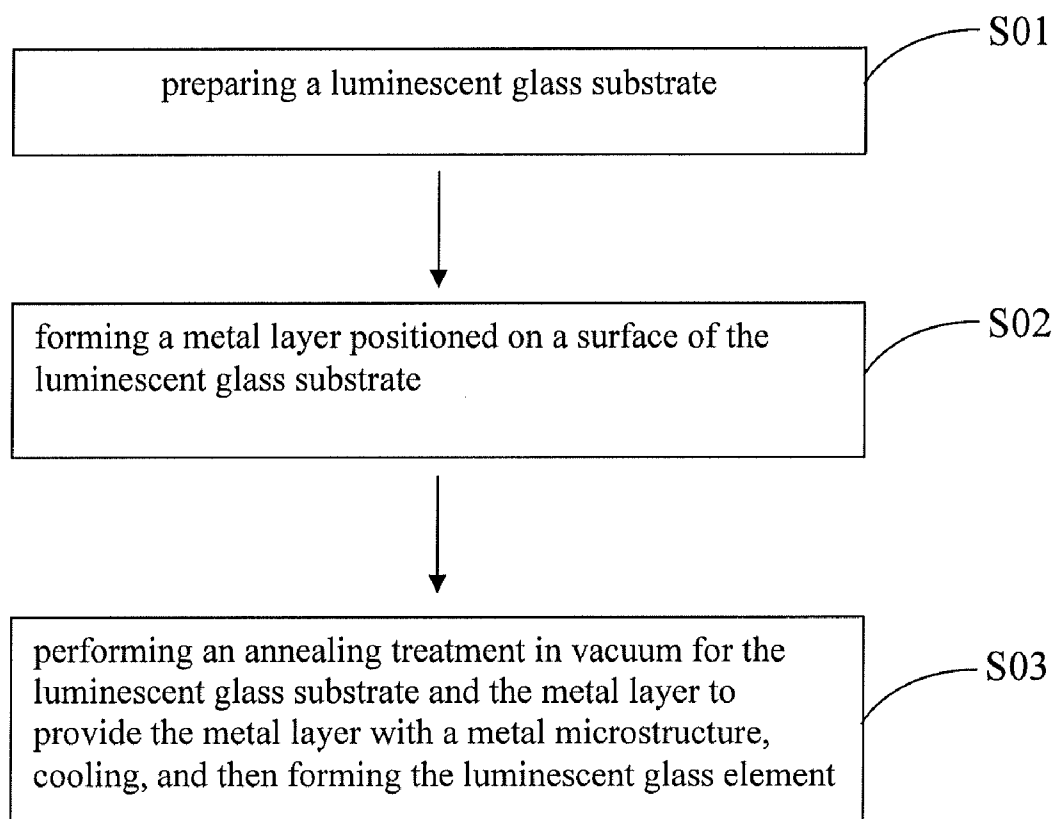 S01
preparing a luminescent glass substrate
S02
forming a metal layer positioned on a surface of the
luminescent glass substrate
S03
performing an annealing treatment in vacuum for the
luminescent glass substrate and the metal layer to
provide the metal layer with a metal microstructure,
cooling, and then forming the luminescent glass element